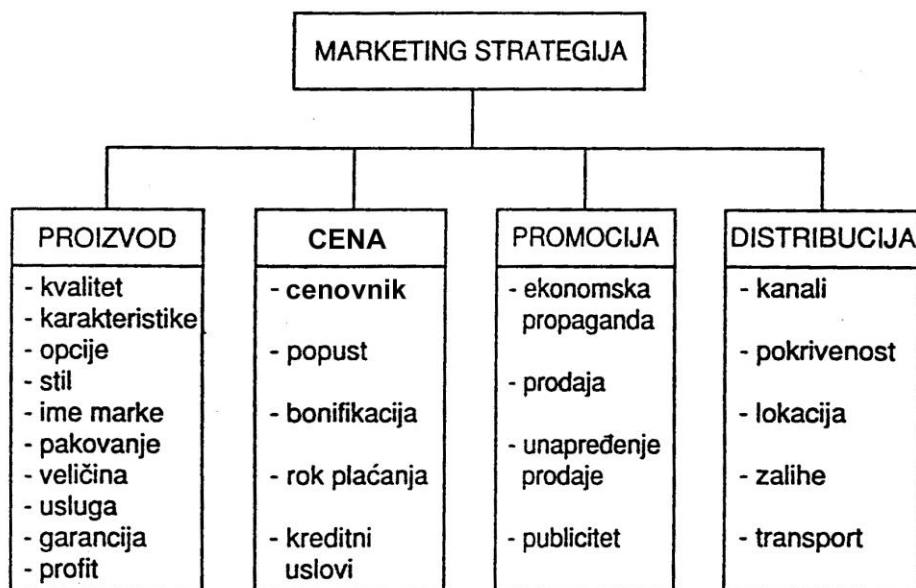 MARKETING STRATEGIJA
PROIZVOD
- kvalitet
- karakteristike
- opcije
- stil
- ime marke
- pakovanje
- veličina
- usluga
- garancija
- profit
CENA
- cenovnik
- popust
- bonifikacija
- rok plaćanja
- kreditni
uslovi
PROMOCIJA
- ekonomska
propaganda
- prodaja
- unapređenje
prodaje
- publicitet
DISTRIBUCIJA
- kanali
- pokrivenost
- lokacija
- zalihe
- transport